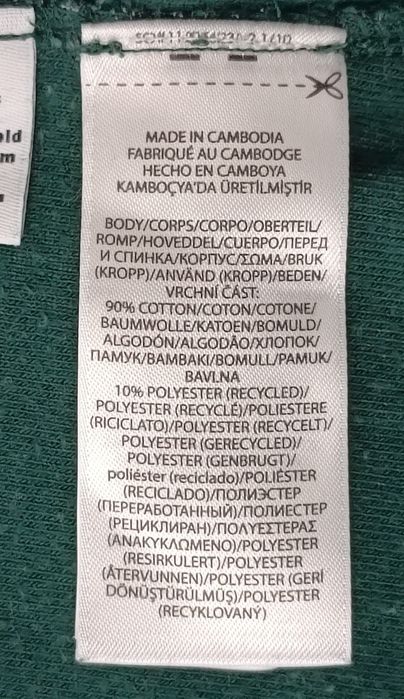 MADE IN CAMBODIA
FABRIQUÉ AU CAMBODGE
HECHO EN CAMBOYA
KAMBOÇYA'DA ÜRETİLMİŞTİR
BODY/CORPS/CORPO/OBERTEIL/
ROMP/HOVEDDEL/CUERPO/ПЕРЕД
И СПИНКА/КОРПУС/ΣΩΜΑ/BRUK
(KROPP)/ANVÄND (KROPP)/BEDEN/
VRCHNÍ ČÁST:
90% COTTON/COTON/COTONE/
BAUMWOLLE/KATOEN/BOMULD/
ALGODÓN/ALGODÃO/ХЛОПОК/
ПАМУК/ΒΑΜΒΑΚΙ/BOMULL/PAMUK/
BAVLNA
10% POLYESTER (RECYCLED)/
POLYESTER (RECYCLÉ)/POLIESTERE
(RICICLATO)/POLYESTER (RECYCELT)/
POLYESTER (GERECYCLED)/
POLYESTER (GENBRUGT)/
poliéster (reciclado)/POLIÉSTER
(RECICLADO)/ПОЛИЭСТЕР
(ПЕРЕРАБОТАННЫЙ)/ПОЛИЕСТЕР
(РЕЦИКЛИРАН)/ΠΟΛΥΕΣΤΕΡΑΣ
(ΑΝΑΚΥΚΛΩΜΕΝΟ)/POLYESTER
(RESIRKULERT)/POLYESTER
(ÅTERVUNNEN)/POLYESTER (GERİ
DÖNÜŞTÜRÜLMÜŞ)/POLYESTER
(RECYKLOVANÝ)